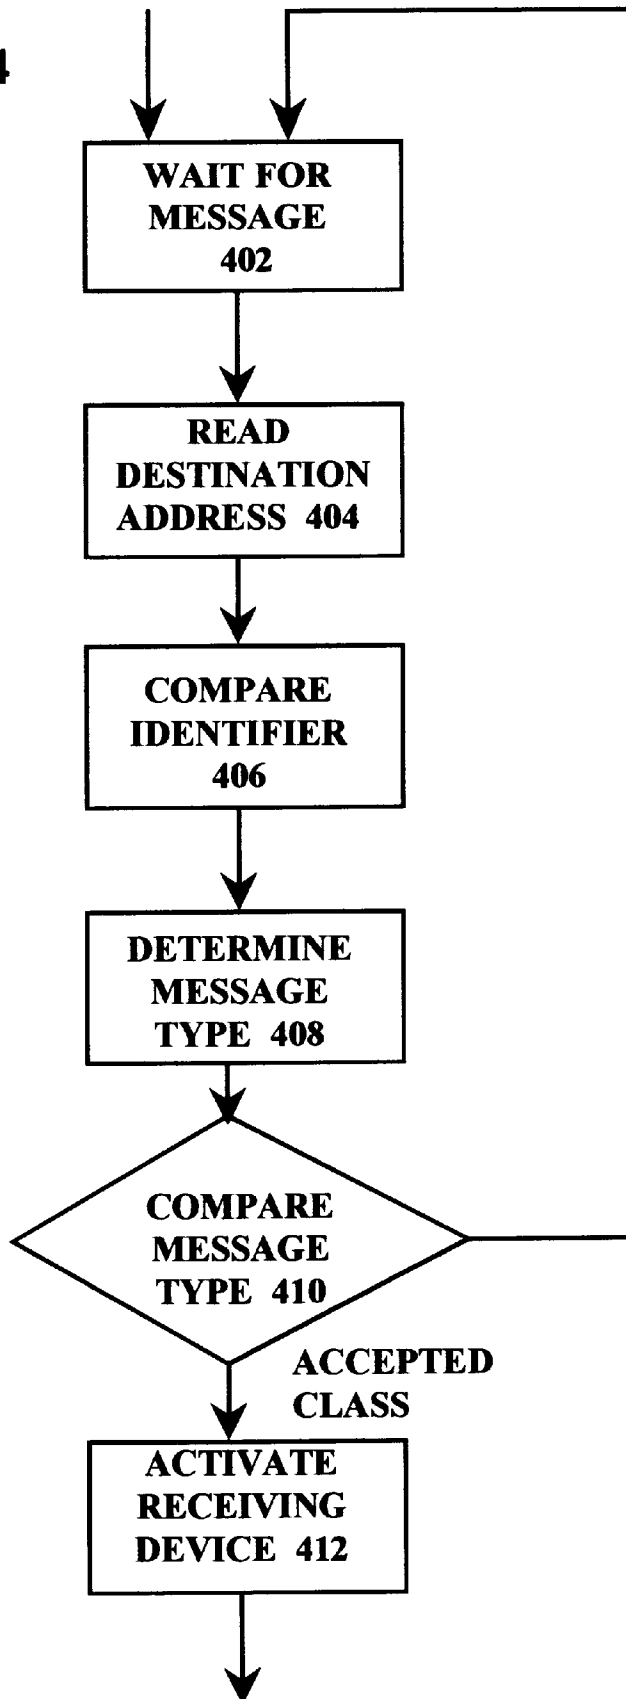 4
WAIT FOR
MESSAGE
402
READ
DESTINATION
ADDRESS 404
COMPARE
IDENTIFIER
406
DETERMINE
MESSAGE
TYPE 408
COMPARE
MESSAGE
TYPE 410
ACCEPTED
CLASS
ACTIVATE
RECEIVING
DEVICE 412